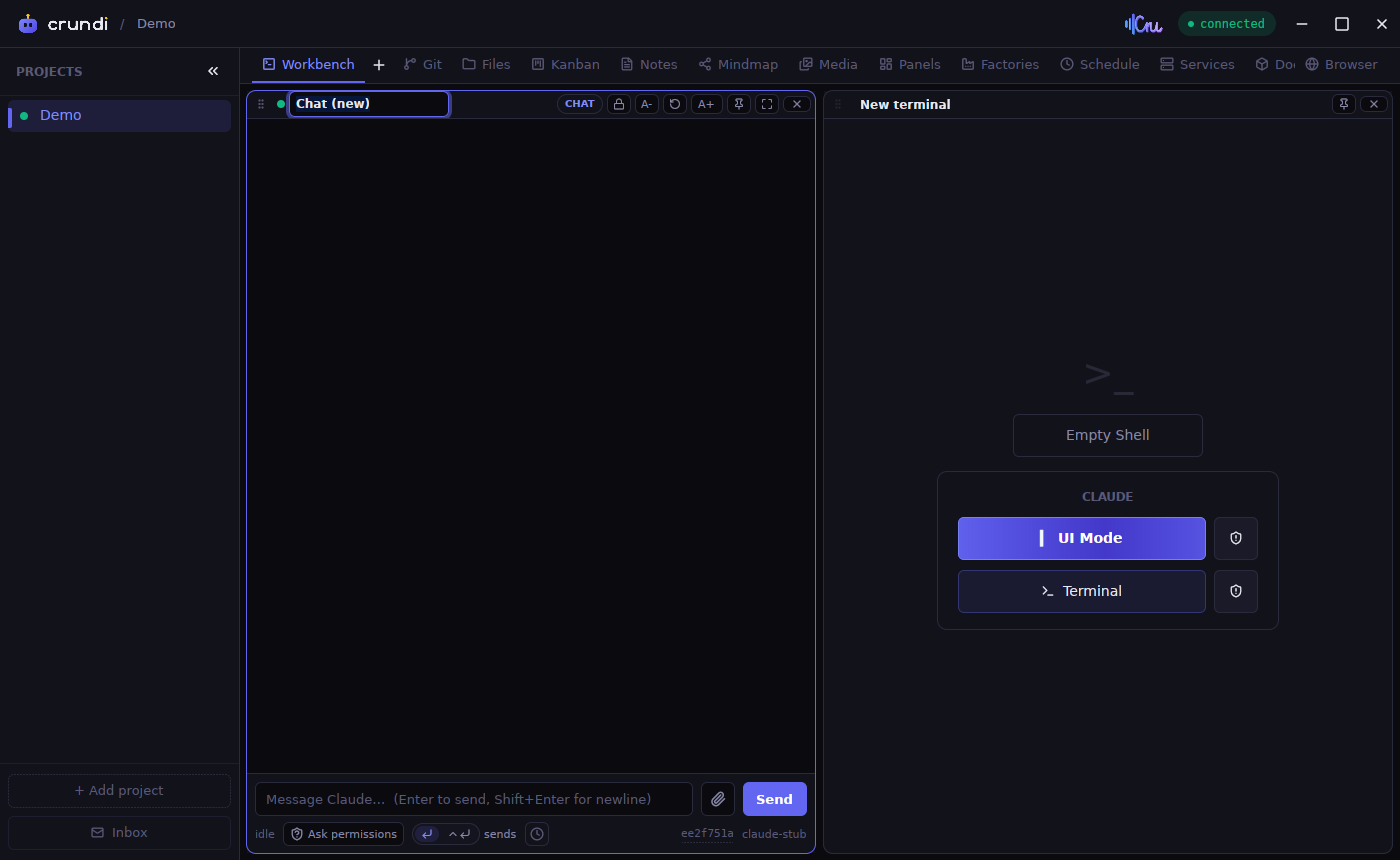 crundi / Demo
Cru
connected
PROJECTS
Workbench + Git Files Kanban Notes Mindmap Media Panels Factories Schedule Services Do Browser
Demo
Chat (new)
CHAT A- A+
New terminal
>_
Empty Shell
CLAUDE
UI Mode
Terminal
+ Add project
Inbox
Message Claude... (Enter to send, Shift+Enter for newline)
Send
idle Ask permissions sends ee2f751a claude-stub